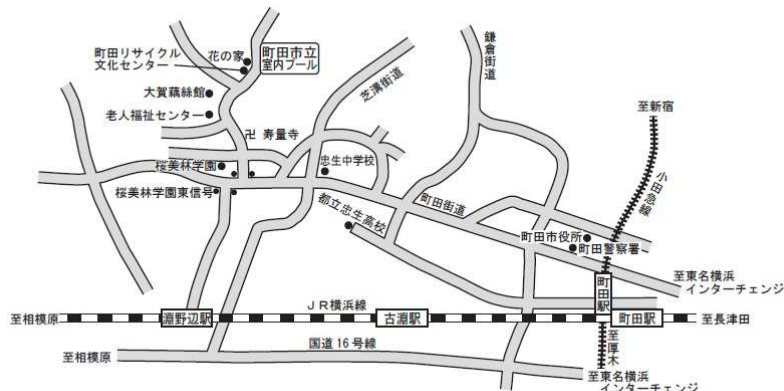 町田リサイクル
文化センター
花の家
町田市立
室内プール
大賀藕絲館
老人福祉センター
卍 寿量寺
芝溝街道
鎌倉街道
至新宿
小田急線
桜美林学園
忠生中学校
桜美林学園東信号
都立忠生高校
町田街道
町田市役所
町田警察署
至東名横浜
インターチェンジ
町田駅
JR横浜線
至相模原
淵野辺駅
古淵駅
町田駅
至長津田
至厚木
国道16号線
至相模原
至東名横浜
インターチェンジ